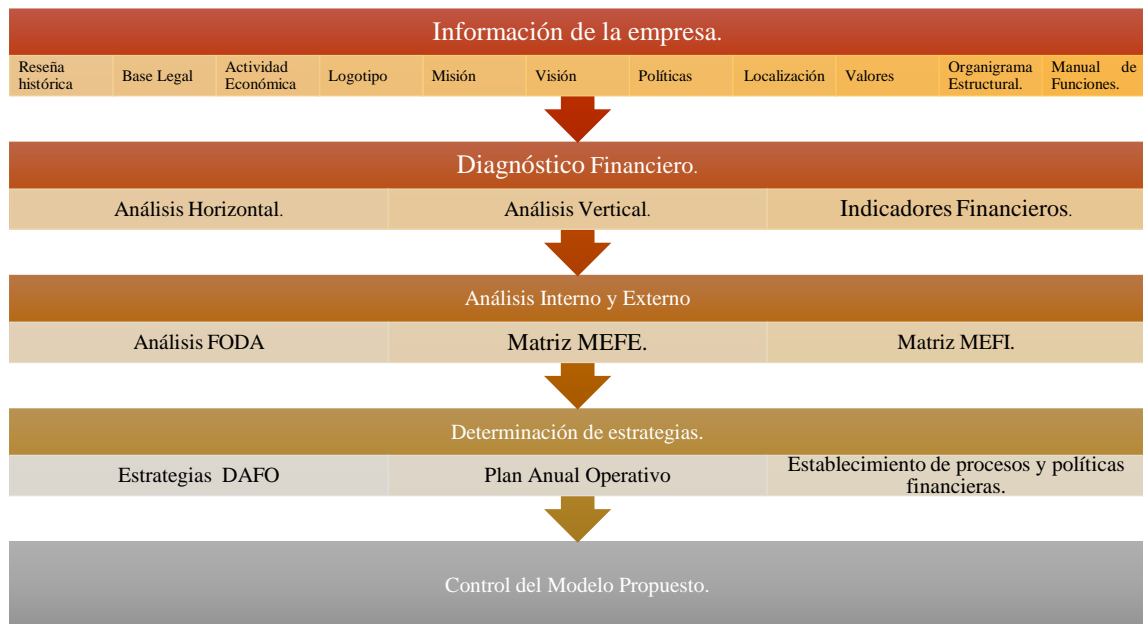 Información de la empresa.
Reseña
histórica
Base Legal
Actividad
Económica
Logotipo
Misión
Visión
Políticas
Localización
Valores
Organigrama
Estructural.
Manual de
Funciones.
Diagnóstico Financiero.
Análisis Horizontal.
Análisis Vertical.
Indicadores Financieros.
Análisis Interno y Externo
Análisis FODA
Matriz MEFE.
Matriz MEFI.
Determinación de estrategias.
Estrategias DAFO
Plan Anual Operativo
Establecimiento de procesos y políticas
financieras.
Control del Modelo Propuesto.